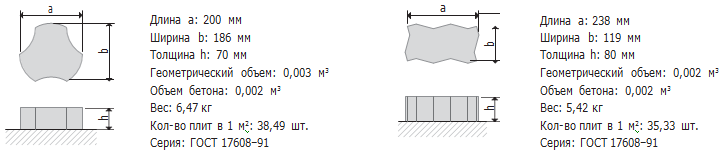 a
b
h
Длина a: 200 мм
Ширина b: 186 мм
Толщина h: 70 мм
Геометрический объем: 0,003 м³
Объем бетона: 0,002 м³
Вес: 6,47 кг
Кол-во плит в 1 м²: 38,49 шт.
Серия: ГОСТ 17608-91
a
b
h
Длина a: 238 мм
Ширина b: 119 мм
Толщина h: 80 мм
Геометрический объем: 0,002 м³
Объем бетона: 0,002 м³
Вес: 5,42 кг
Кол-во плит в 1 м²: 35,33 шт.
Серия: ГОСТ 17608-91